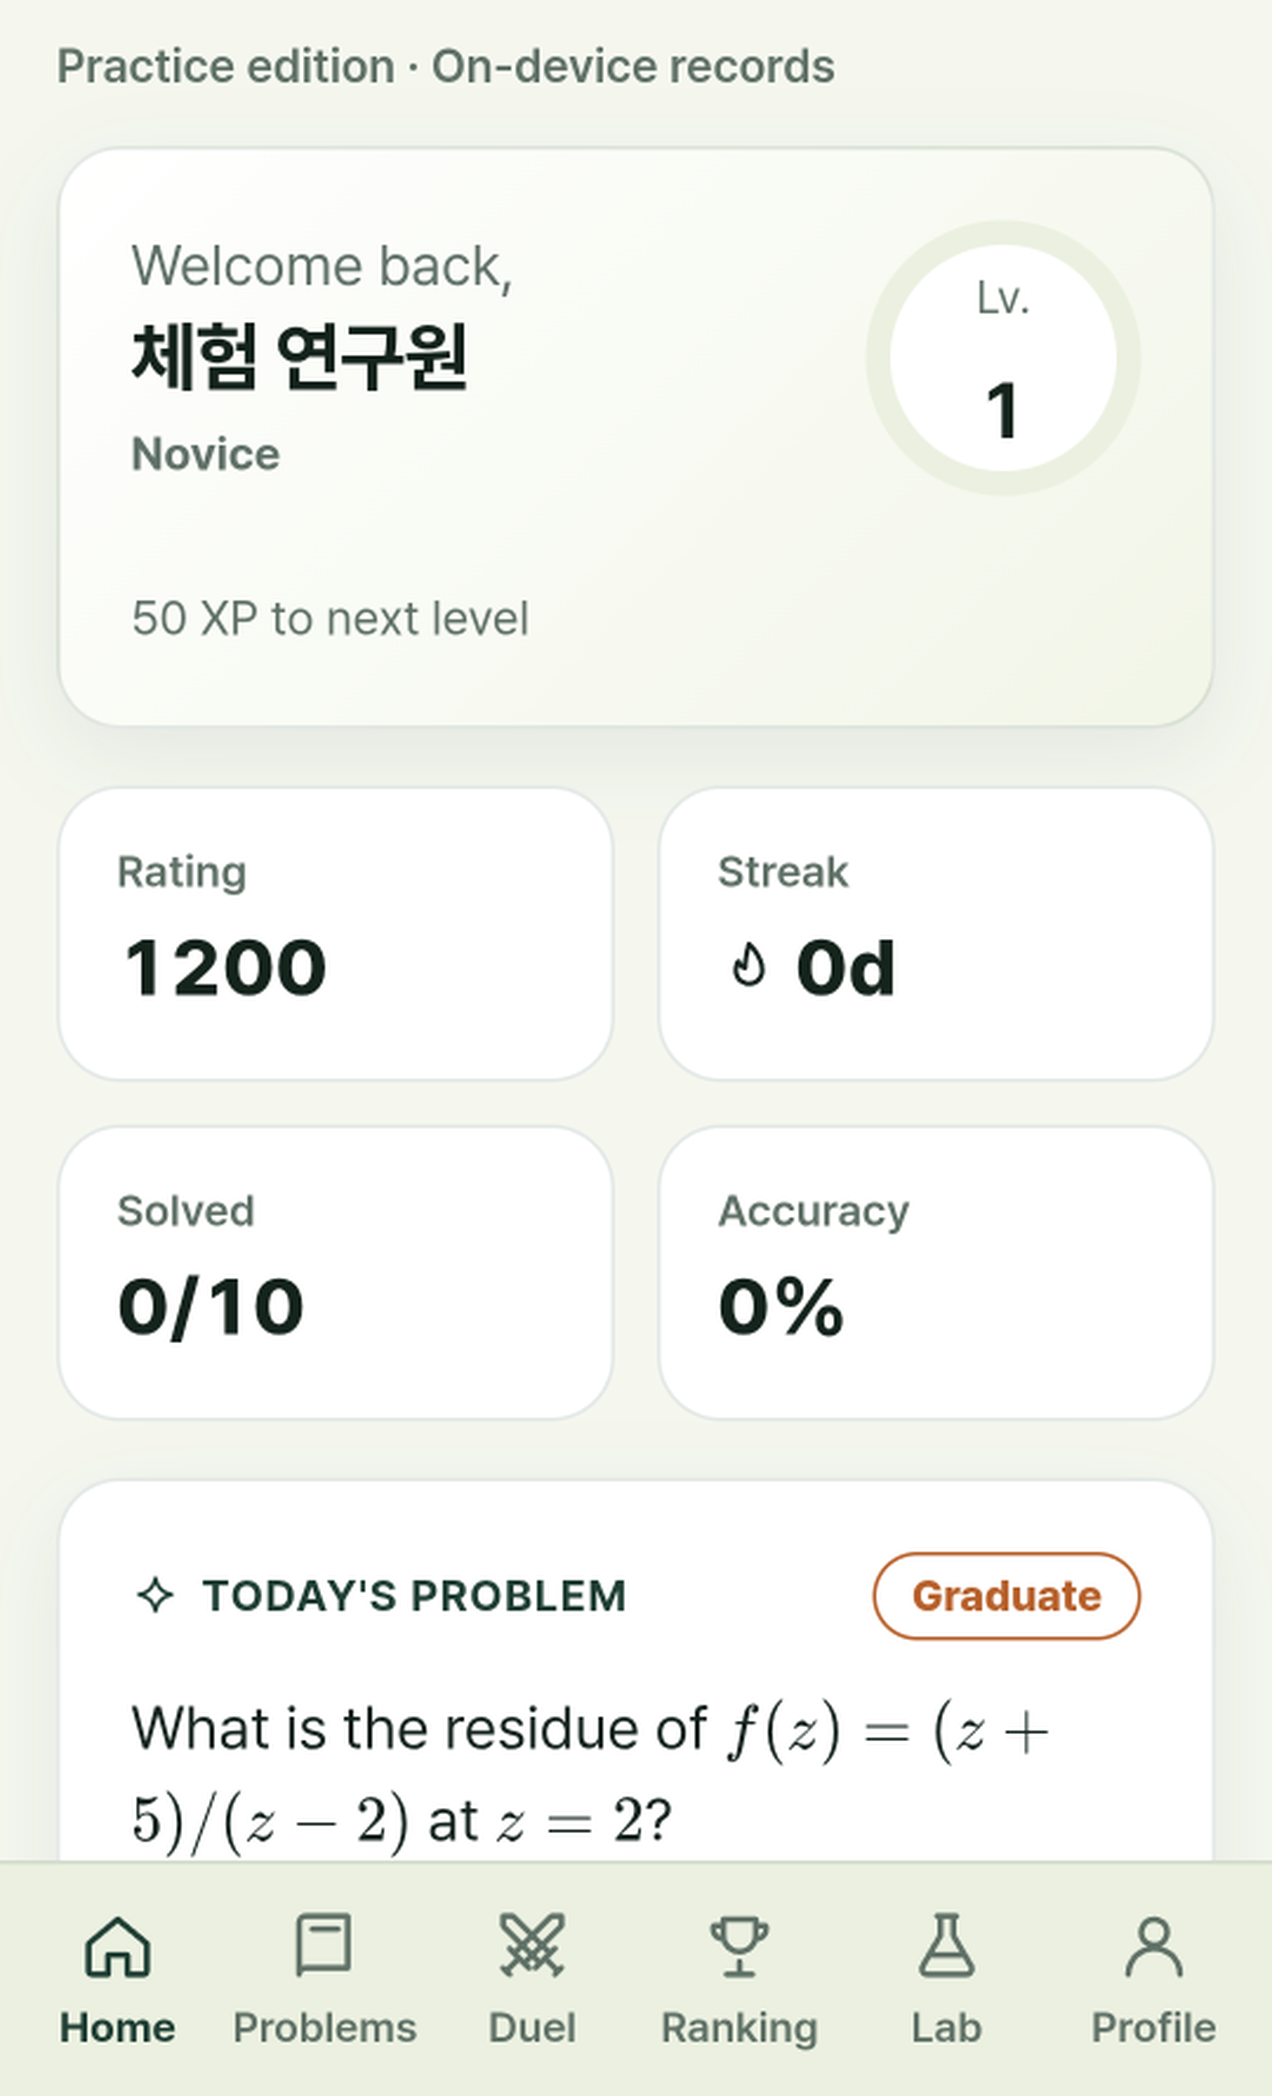 Practice edition · On-device records
Welcome back,
체험 연구원
Novice
Lv.
1
50 XP to next level
Rating
1200
Streak
0d
Solved
0/10
Accuracy
0%
TODAY'S PROBLEM
Graduate
What is the residue of f(z) = (z +
5)/(z − 2) at z = 2?
Home
Problems
Duel
Ranking
Lab
Profile